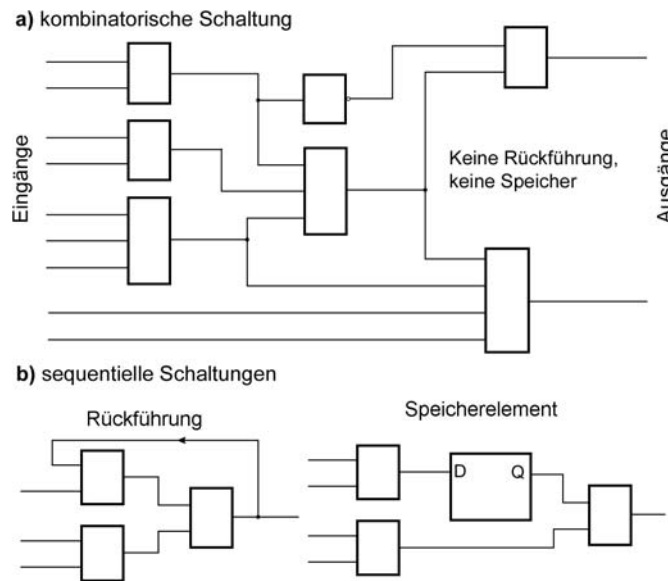 a) kombinatorische Schaltung
Eingänge
Keine Rückführung,
keine Speicher
Ausgänge
b) sequentielle Schaltungen
Rückführung
Speicherelement
D Q